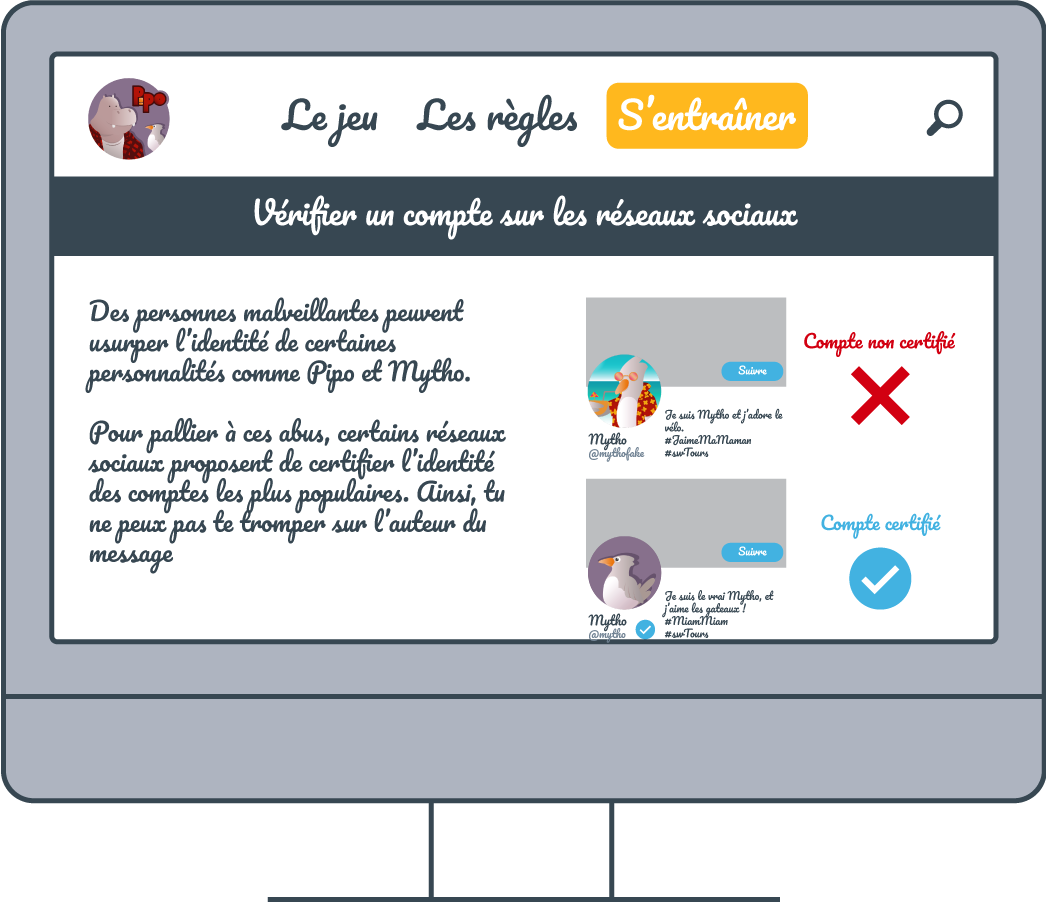 Pipo
Le jeu Les règles S'entraîner
Vérifier un compte sur les réseaux sociaux
Des personnes malveillantes peuvent
usurper l'identité de certaines
personnalités comme Pipo et Mytho.
Pour pallier à ces abus, certains réseaux
sociaux proposent de certifier l'identité
des comptes les plus populaires. Ainsi, tu
ne peux pas te tromper sur l'auteur du
message
Suivre
Mytho
@mythofake
Je suis Mytho et j'adore le
vélo.
#JaimeMaMaman
#swTours
Compte non certifié
Suivre
Mytho
@mytho
Je suis le vrai Mytho, et
j'aime les gateaux !
#MiamMiam
#swTours
Compte certifié